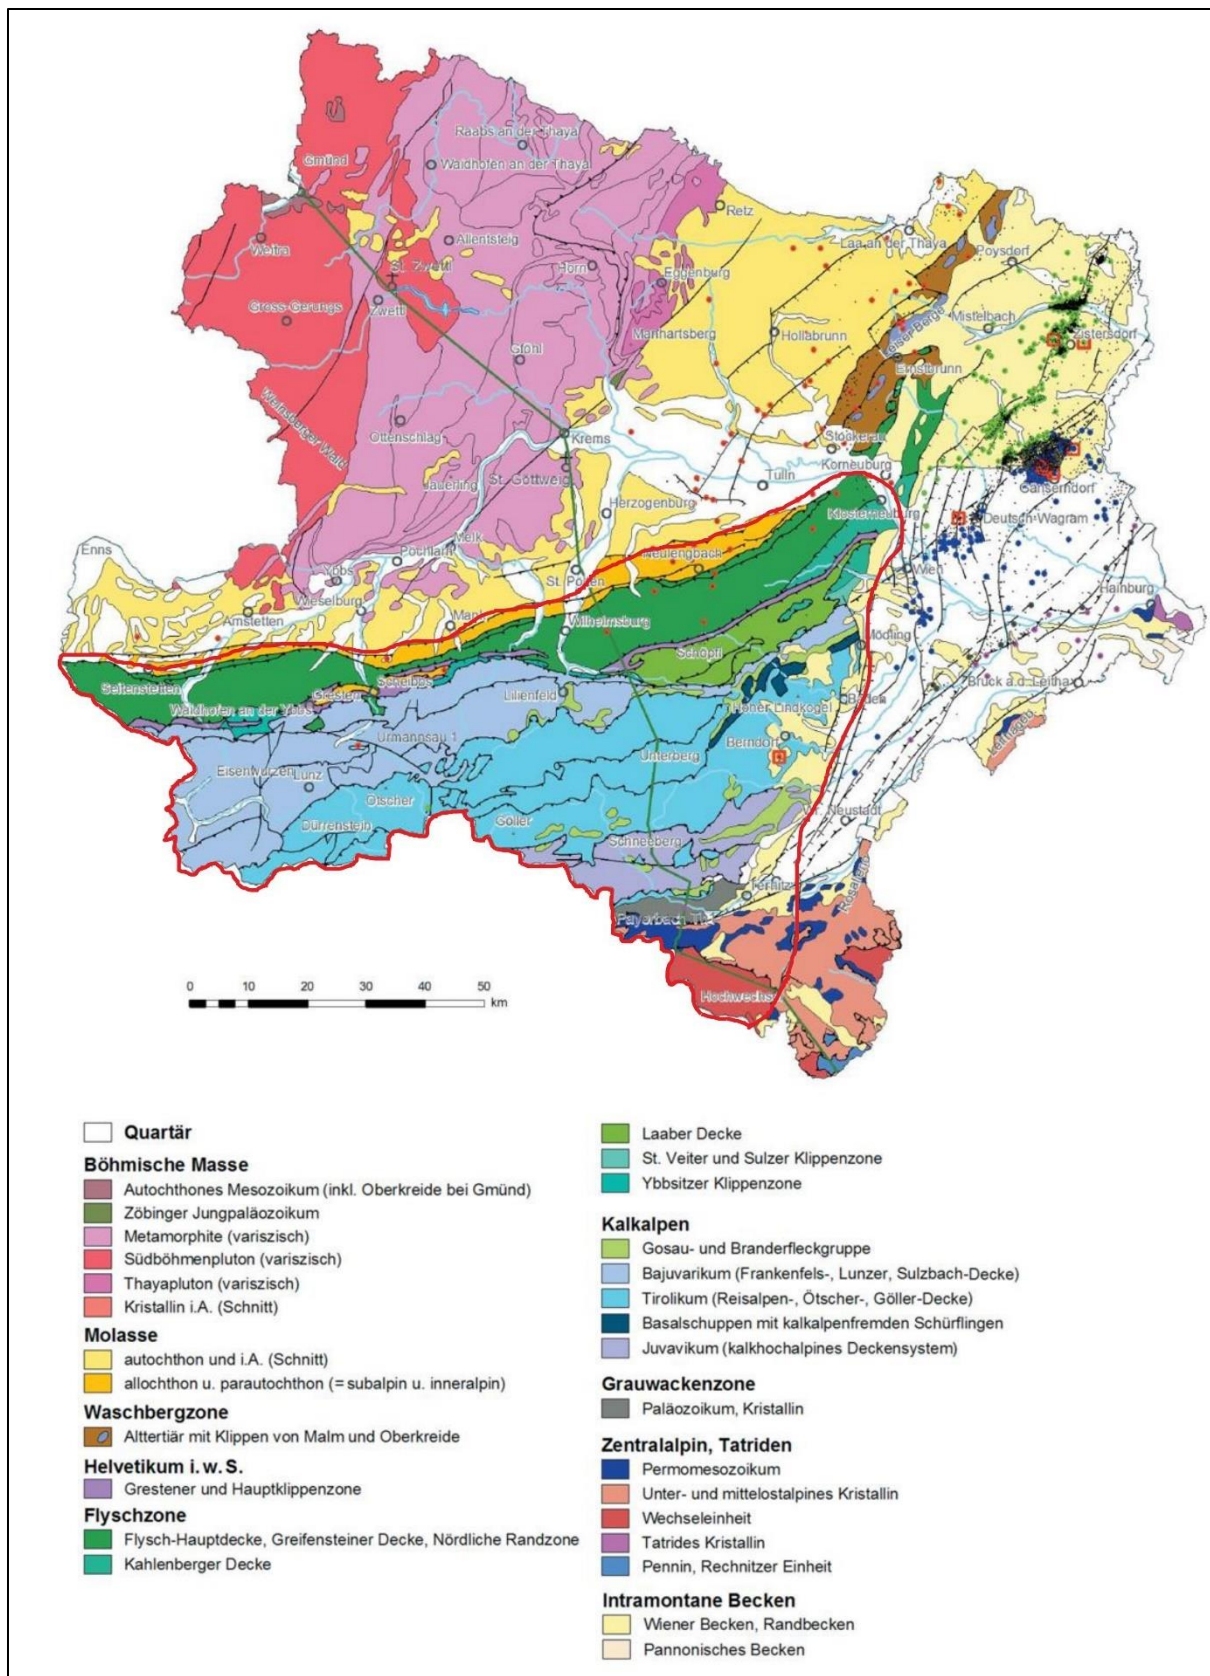 Raabs an der Thaya
Waidhofen an der Thaya
Gmünd
Retz
Weitra
Allentsteig
Laa an der Thaya
Poysdorf
St. Zwettl
Horn
Eggenburg
Gross-Gerungs
Zwettl
Mistelbach
Manhartsberg
Hollabrunn
Leiser Berge
Zistersdorf
Gföhl
Ernstbrunn
Weinsberger Wald
Ottenschlag
Krems
Stockerau
Korneuburg
Jauerling
St. Göttweig
Tulln
Gänserndorf
Herzogenburg
Klosterneuburg
Deutsch-Wagram
Enns
Melk
Pöchlarn
Neulengbach
Ybbs
St. Pölten
Wien
Wieselburg
Hainburg
Amstetten
Mank
Wilhelmsburg
Mödling
Schöpfl
Seitenstetten
Scheibbs
Bruck a.d. Leitha
Gresten
Lilienfeld
Baden
Waidhofen an der Ybbs
Hoher Lindkogel
Urmannsau 1
Berndorf
Leithageb
Unterberg
Eisenwurzen
Lunz
Ötscher
Göller
Dürrenstein
Neustadt
Schneeberg
Ternitz
Rosalieng
Payerbach
Hochwechs
0 10 20 30 40 50
km
Quartär
Böhmische Masse
Autochthones Mesozoikum (inkl. Oberkreide bei Gmünd)
Zöbinger Jungpaläozoikum
Metamorphite (variszisch)
Südböhmenpluton (variszisch)
Thayapluton (variszisch)
Kristallin i.A. (Schnitt)
Molasse
autochthon und i.A. (Schnitt)
allochthon u. parautochthon (= subalpin u. inneralpin)
Waschbergzone
Alttertiär mit Klippen von Malm und Oberkreide
Helvetikum i. w. S.
Grestener und Hauptklippenzone
Flyschzone
Flysch-Hauptdecke, Greifensteiner Decke, Nördliche Randzone
Kahlenberger Decke
Laaber Decke
St. Veiter und Sulzer Klippenzone
Ybbsitzer Klippenzone
Kalkalpen
Gosau- und Branderfleckgruppe
Bajuvarikum (Frankenfels-, Lunzer, Sulzbach-Decke)
Tirolikum (Reisalpen-, Ötscher-, Göller-Decke)
Basalschuppen mit kalkalpenfremden Schürflingen
Juvavikum (kalkhochalpines Deckensystem)
Grauwackenzone
Paläozoikum, Kristallin
Zentralalpin, Tatriden
Permomesozoikum
Unter- und mittelostalpines Kristallin
Wechseleinheit
Tatrides Kristallin
Pennin, Rechnitzer Einheit
Intramontane Becken
Wiener Becken, Randbecken
Pannonisches Becken